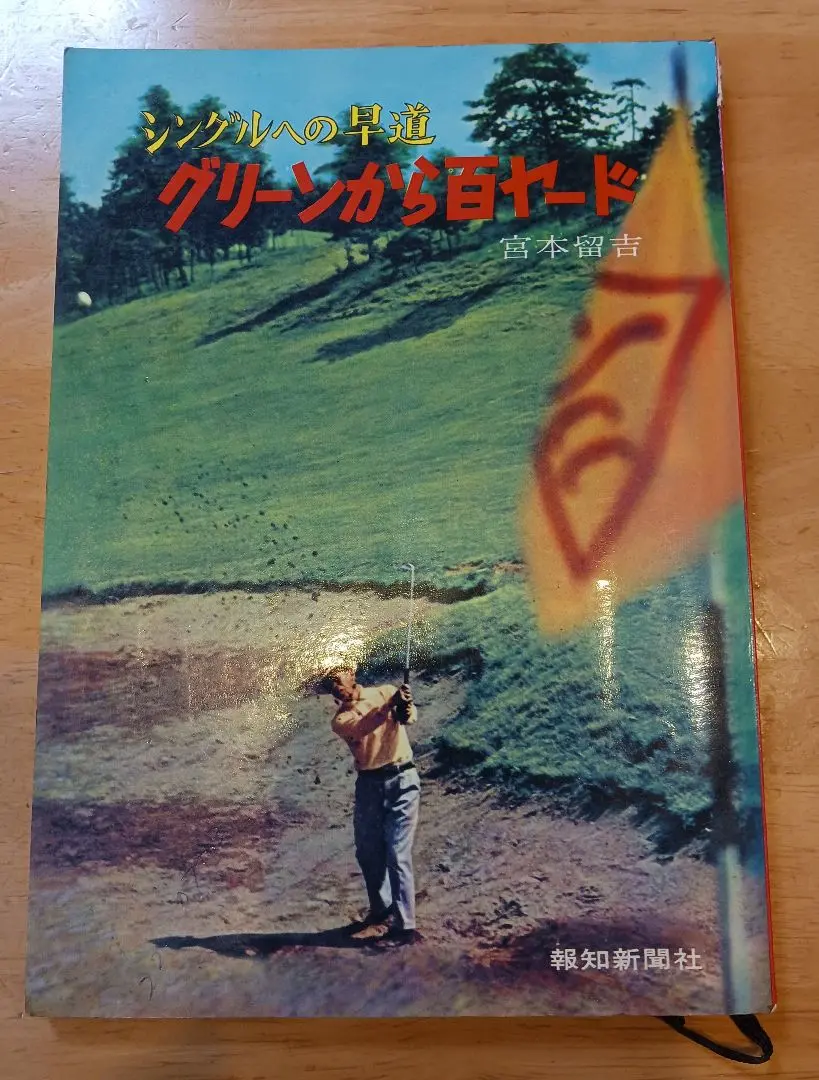 シングルへの早道
グリーンから百ヤード
宮本留吉
報知新聞社